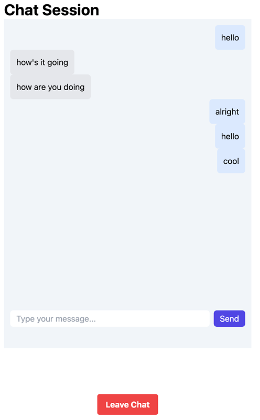 Chat Session
hello
how's it going
how are you doing
alright
hello
cool
Type your message...
Send
Leave Chat